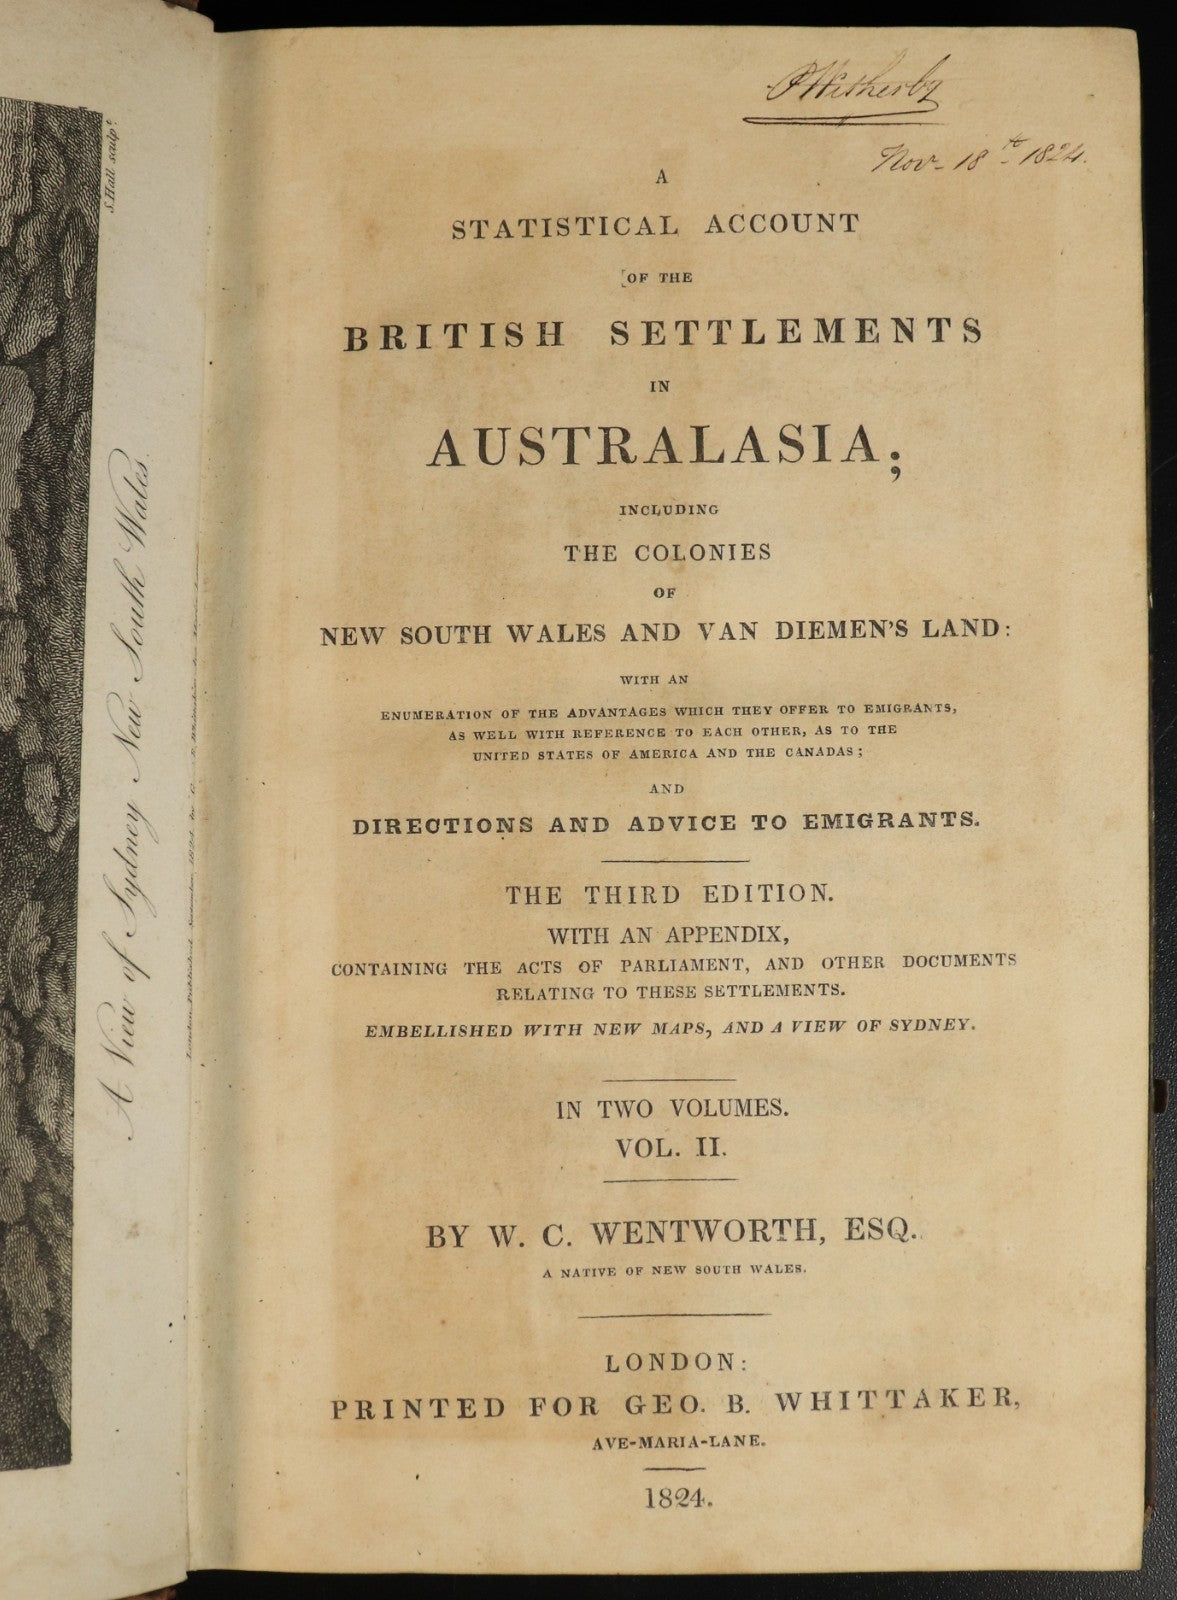 S. Hall sculpt.
A View of Sydney New South Wales.
Witherby
Nov - 18th 1824.
A
STATISTICAL ACCOUNT
OF THE
BRITISH SETTLEMENTS
IN
AUSTRALASIA;
INCLUDING
THE COLONIES
OF
NEW SOUTH WALES AND VAN DIEMEN'S LAND:
WITH AN
ENUMERATION OF THE ADVANTAGES WHICH THEY OFFER TO EMIGRANTS,
AS WELL WITH REFERENCE TO EACH OTHER, AS TO THE
UNITED STATES OF AMERICA AND THE CANADAS;
AND
DIRECTIONS AND ADVICE TO EMIGRANTS.
THE THIRD EDITION.
WITH AN APPENDIX,
CONTAINING THE ACTS OF PARLIAMENT, AND OTHER DOCUMENTS
RELATING TO THESE SETTLEMENTS.
EMBELLISHED WITH NEW MAPS, AND A VIEW OF SYDNEY.
IN TWO VOLUMES.
VOL. II.
BY W. C. WENTWORTH, ESQ.
A NATIVE OF NEW SOUTH WALES.
LONDON:
PRINTED FOR GEO. B. WHITTAKER,
AVE-MARIA-LANE.
1824.